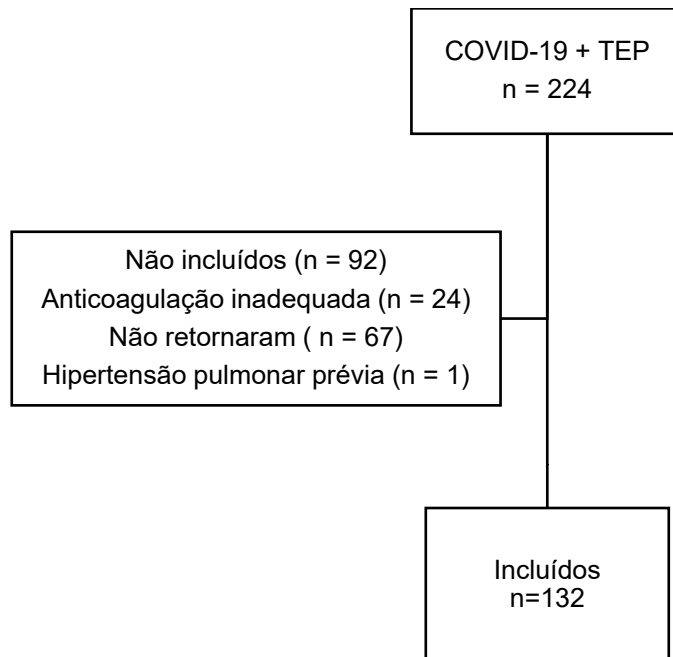 COVID-19 + TEP
n = 224
Não incluídos (n = 92)
Anticoagulação inadequada (n = 24)
Não retornaram ( n = 67)
Hipertensão pulmonar prévia (n = 1)
Incluídos
n=132